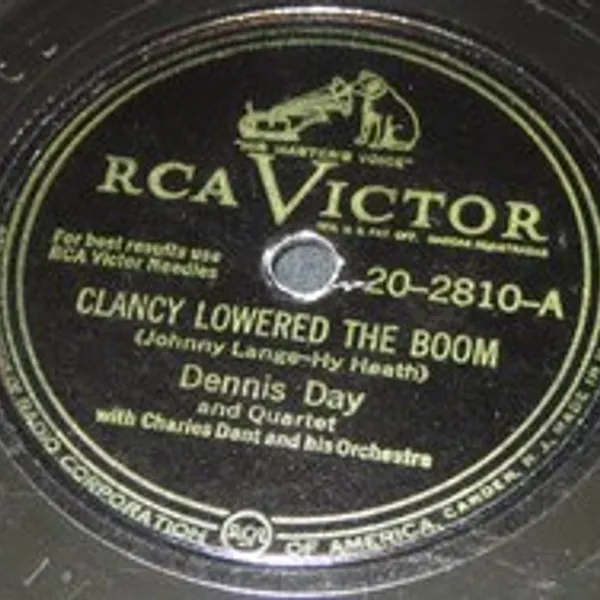 "HIS MASTER'S VOICE"
RCA VICTOR
For best results use
RCA Victor Needles
20-2810-A
CLANCY LOWERED THE BOOM
(Johnny Lange-Hy Heath)
Dennis Day
and Quartet
with Charles Dant and his Orchestra
RADIO CORPORATION RCA OF AMERICA, CAMDEN, N. J. MADE IN